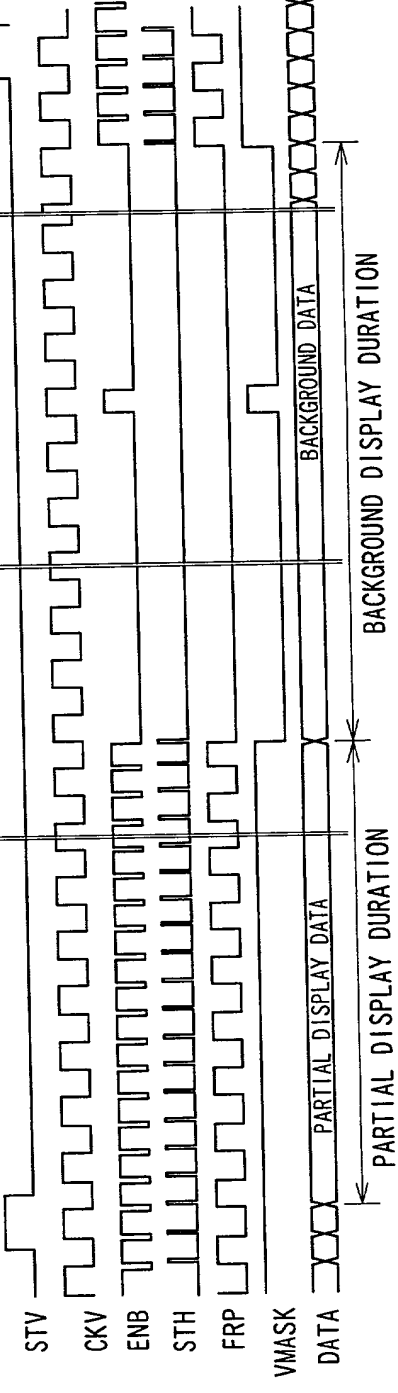 STV
CKV
ENB
STH
FRP
VMASK
DATA
PARTIAL DISPLAY DATA
BACKGROUND DATA
PARTIAL DISPLAY DURATION
BACKGROUND DISPLAY DURATION